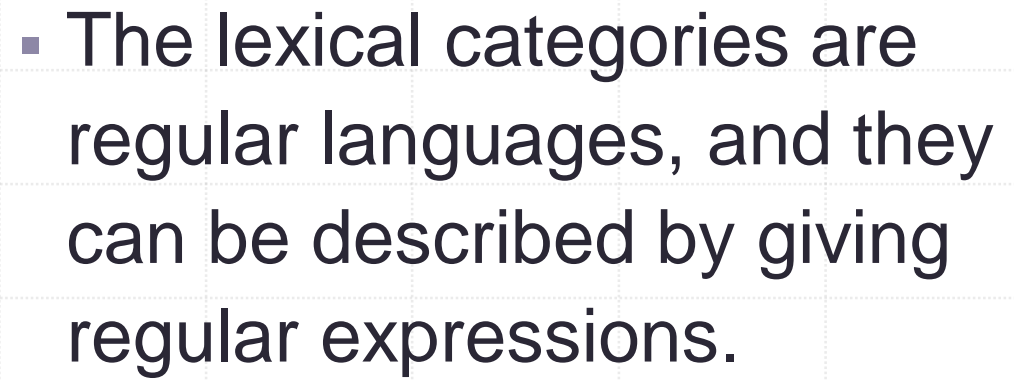 ▪ The lexical categories are
regular languages, and they
can be described by giving
regular expressions.